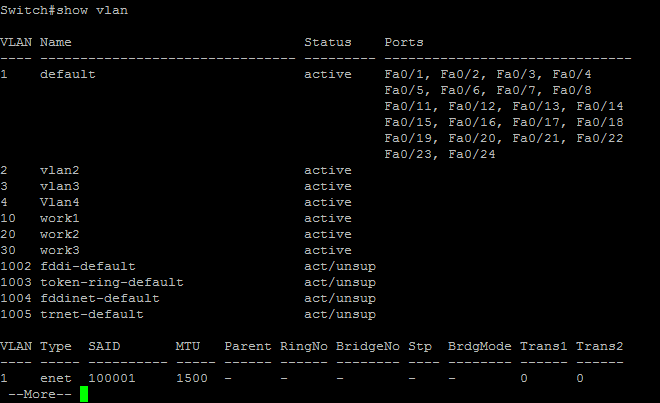 Switch#show vlan
VLAN Name                             Status    Ports
---- -------------------------------- --------- -------------------------------
1    default                          active    Fa0/1, Fa0/2, Fa0/3, Fa0/4
                                                Fa0/5, Fa0/6, Fa0/7, Fa0/8
                                                Fa0/11, Fa0/12, Fa0/13, Fa0/14
                                                Fa0/15, Fa0/16, Fa0/17, Fa0/18
                                                Fa0/19, Fa0/20, Fa0/21, Fa0/22
                                                Fa0/23, Fa0/24
2    vlan2                            active
3    vlan3                            active
4    Vlan4                            active
10   work1                            active
20   work2                            active
30   work3                            active
1002 fddi-default                     act/unsup
1003 token-ring-default               act/unsup
1004 fddinet-default                  act/unsup
1005 trnet-default                    act/unsup
VLAN Type  SAID       MTU   Parent RingNo BridgeNo Stp  BrdgMode Trans1 Trans2
---- ----- ---------- ----- ------ ------ -------- ---- -------- ------ ------
1    enet  100001     1500  -      -      -        -    -        0      0
 --More--